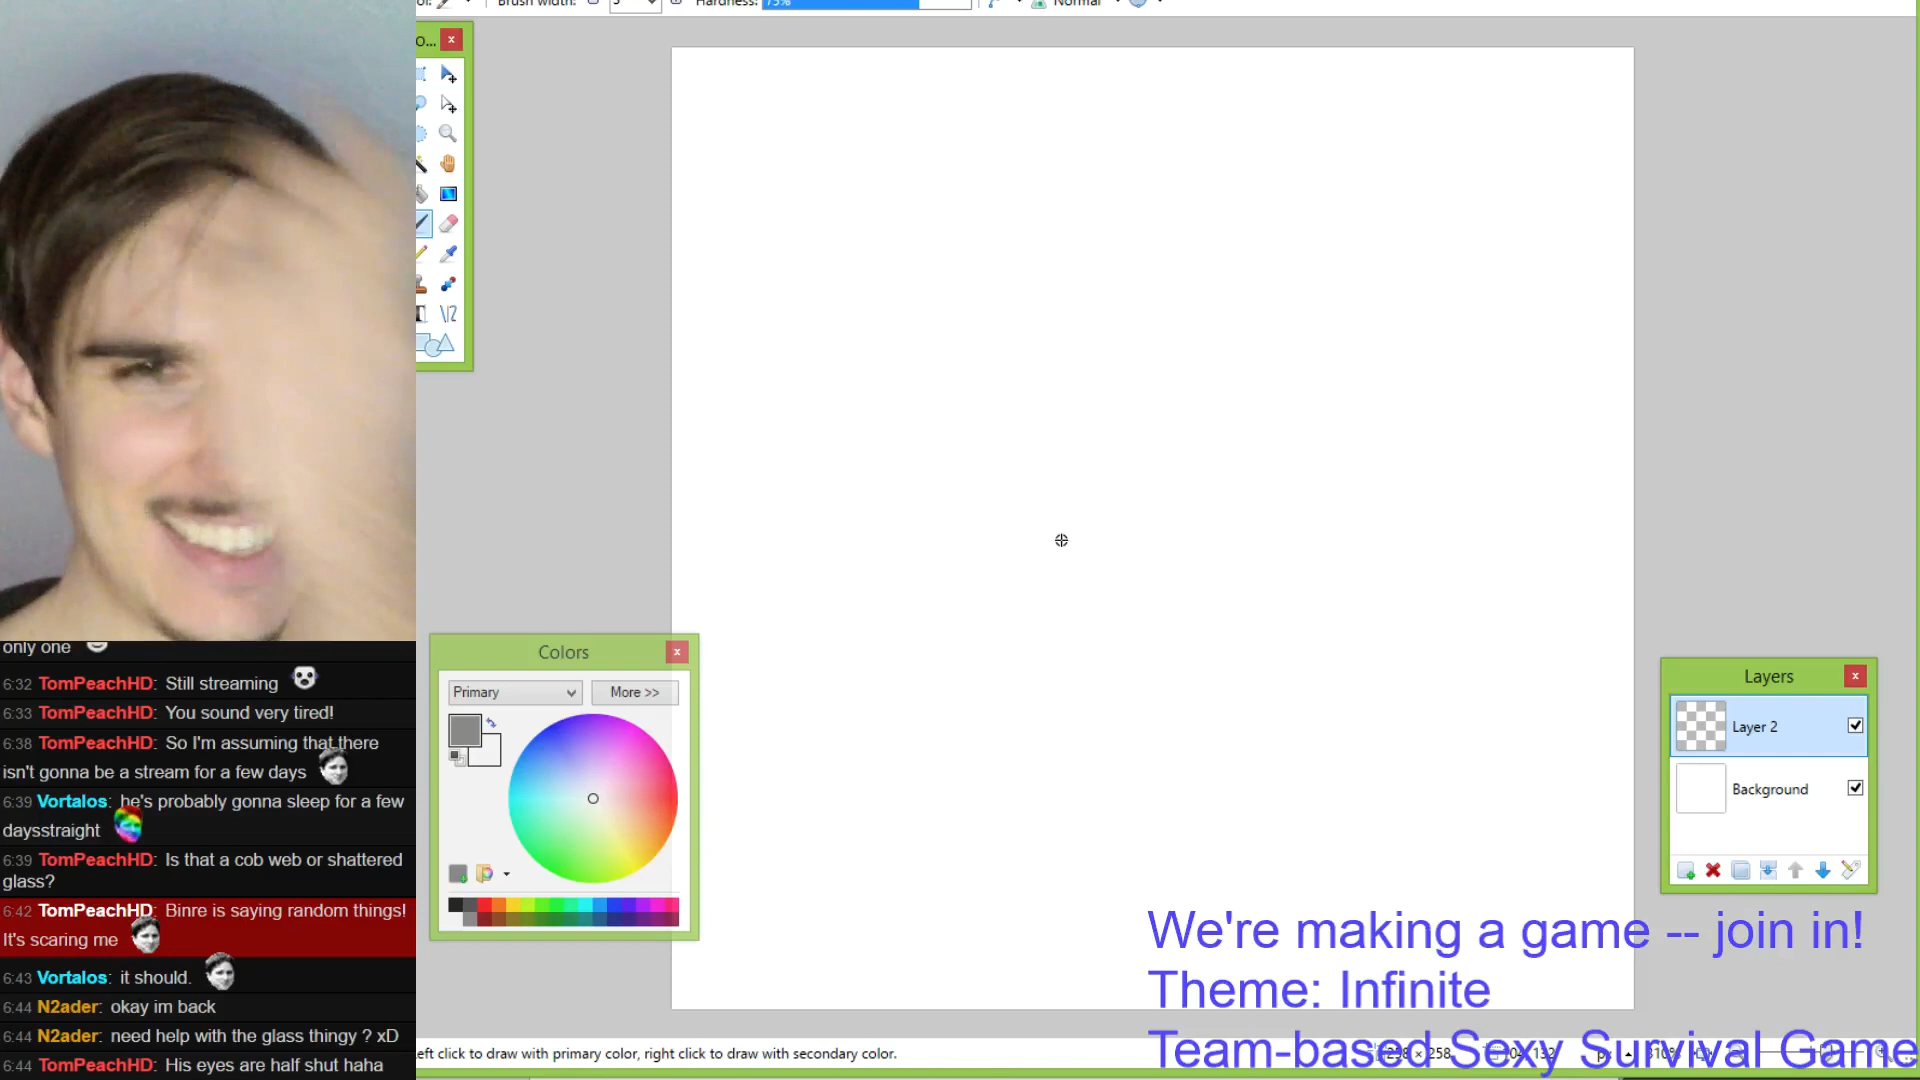 Brush width:
Hardness: 75%
Normal
Colors
Primary
More >>
only one
6:32 TomPeachHD: Still streaming
6:33 TomPeachHD: You sound very tired!
6:38 TomPeachHD: So I'm assuming that there
isn't gonna be a stream for a few days
6:39 Vortalos: he's probably gonna sleep for a few
daysstraight
6:39 TomPeachHD: Is that a cob web or shattered
glass?
6:42 TomPeachHD: Binre is saying random things!
It's scaring me
6:43 Vortalos: it should.
6:44 N2ader: okay im back
6:44 N2ader: need help with the glass thingy ? xD
6:44 TomPeachHD: His eyes are half shut haha
Layers
Layer 2
Background
We're making a game -- join in!
Theme: Infinite
Team-based Sexy Survival Game
eft click to draw with primary color, right click to draw with secondary color.